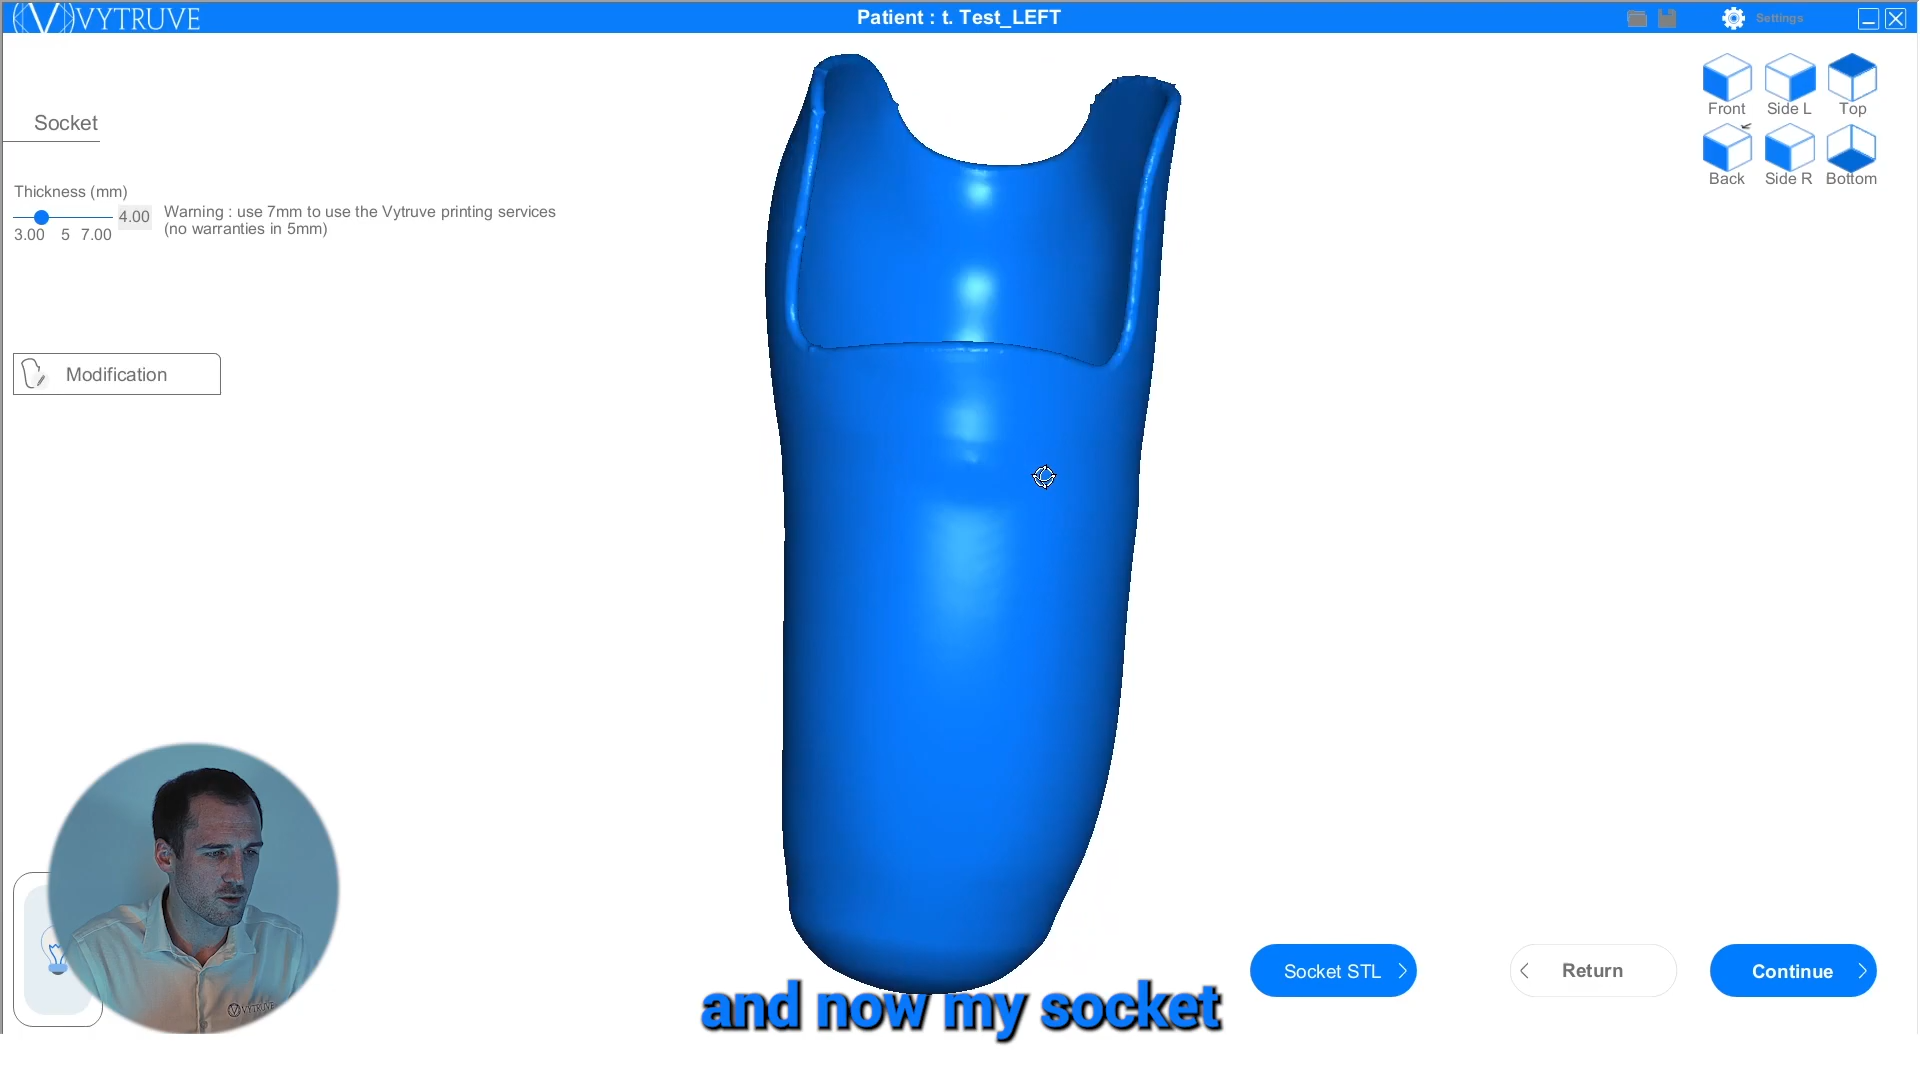 VYTRUVE
Patient : t. Test_LEFT
Settings
Front
Side L
Top
Back
Side R
Bottom
Socket
Thickness (mm)
4.00
3.00 5 7.00
Warning : use 7mm to use the Vytruve printing services
(no warranties in 5mm)
Modification
VYTRUVE
Socket STL
Return
Continue
and now my socket